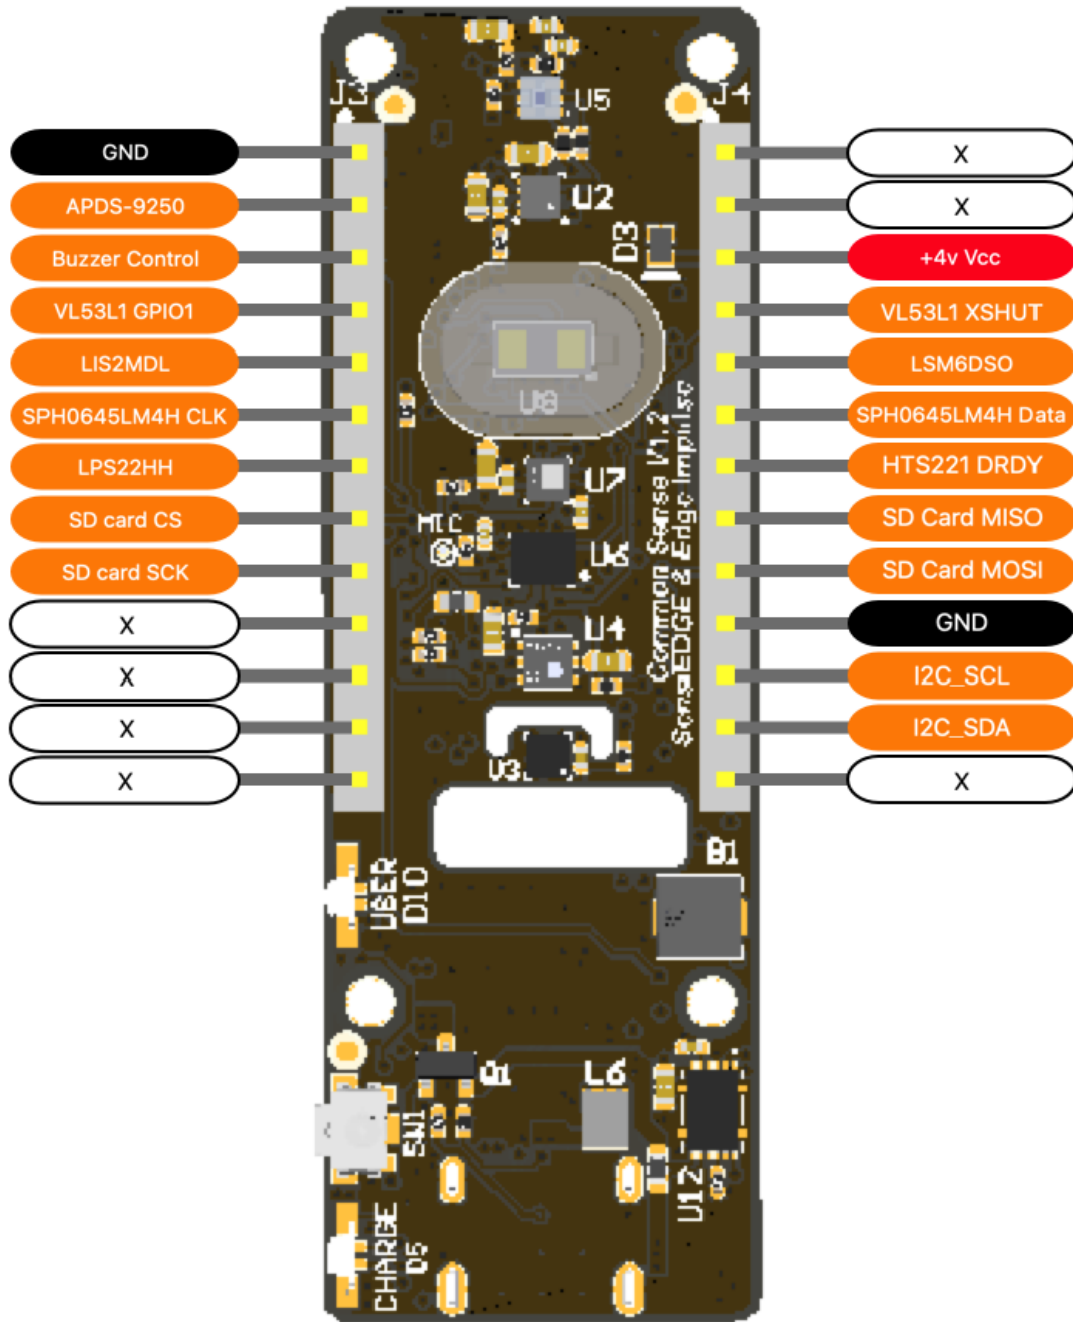 J3
J4
U5
GND
X
APDS-9250
X
U2
Buzzer Control
D3
+4v Vcc
VL53L1 GPIO1
VL53L1 XSHUT
LIS2MDL
LSM6DSO
U8
SPH0645LM4H CLK
SPH0645LM4H Data
LPS22HH
U7
HTS221 DRDY
SD card CS
MIC
SD Card MISO
SD card SCK
U6
SD Card MOSI
Common Sense V1.2
SensiEDGE & Edge Impulse
X
U4
GND
X
I2C_SCL
X
I2C_SDA
X
U3
X
B1
USER
D10
Q1
L6
SW1
U12
CHARGE
D5